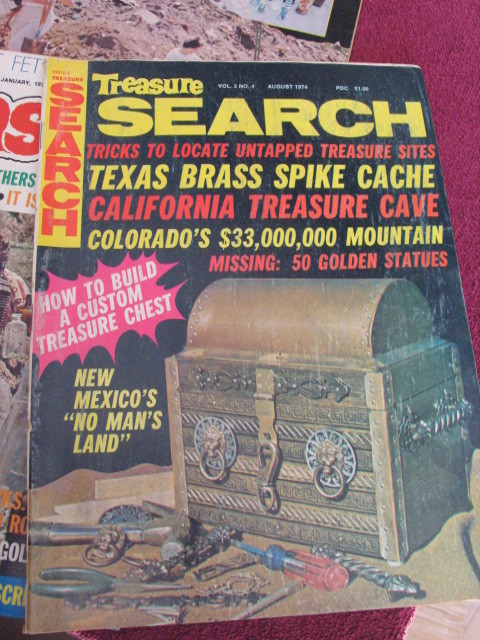 FET
JANUARY, 19
THERS
IT IS
GOL
SCRE
TREASURE
SEARCH
Treasure
SEARCH
VOL. 3 NO. 4 AUGUST 1974 PDC $1.00
TRICKS TO LOCATE UNTAPPED TREASURE SITES
TEXAS BRASS SPIKE CACHE
CALIFORNIA TREASURE CAVE
COLORADO'S $33,000,000 MOUNTAIN
MISSING: 50 GOLDEN STATUES
HOW TO BUILD
A CUSTOM
TREASURE CHEST
NEW
MEXICO'S
"NO MAN'S
LAND"